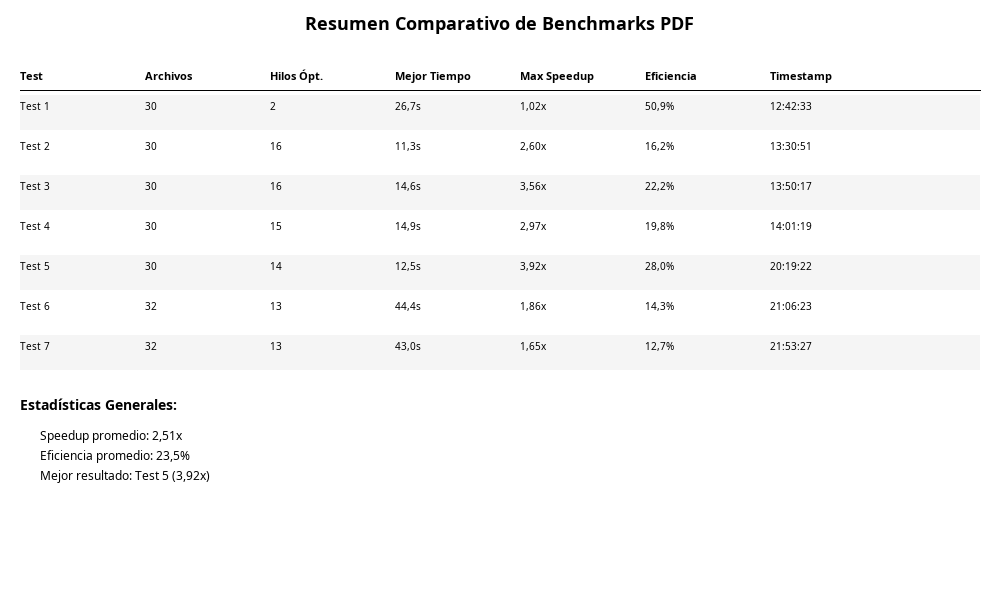 Resumen Comparativo de Benchmarks PDF
Test Archivos Hilos Ópt. Mejor Tiempo Max Speedup Eficiencia Timestamp
Test 1 30 2 26,7s 1,02x 50,9% 12:42:33
Test 2 30 16 11,3s 2,60x 16,2% 13:30:51
Test 3 30 16 14,6s 3,56x 22,2% 13:50:17
Test 4 30 15 14,9s 2,97x 19,8% 14:01:19
Test 5 30 14 12,5s 3,92x 28,0% 20:19:22
Test 6 32 13 44,4s 1,86x 14,3% 21:06:23
Test 7 32 13 43,0s 1,65x 12,7% 21:53:27
Estadísticas Generales:
Speedup promedio: 2,51x
Eficiencia promedio: 23,5%
Mejor resultado: Test 5 (3,92x)